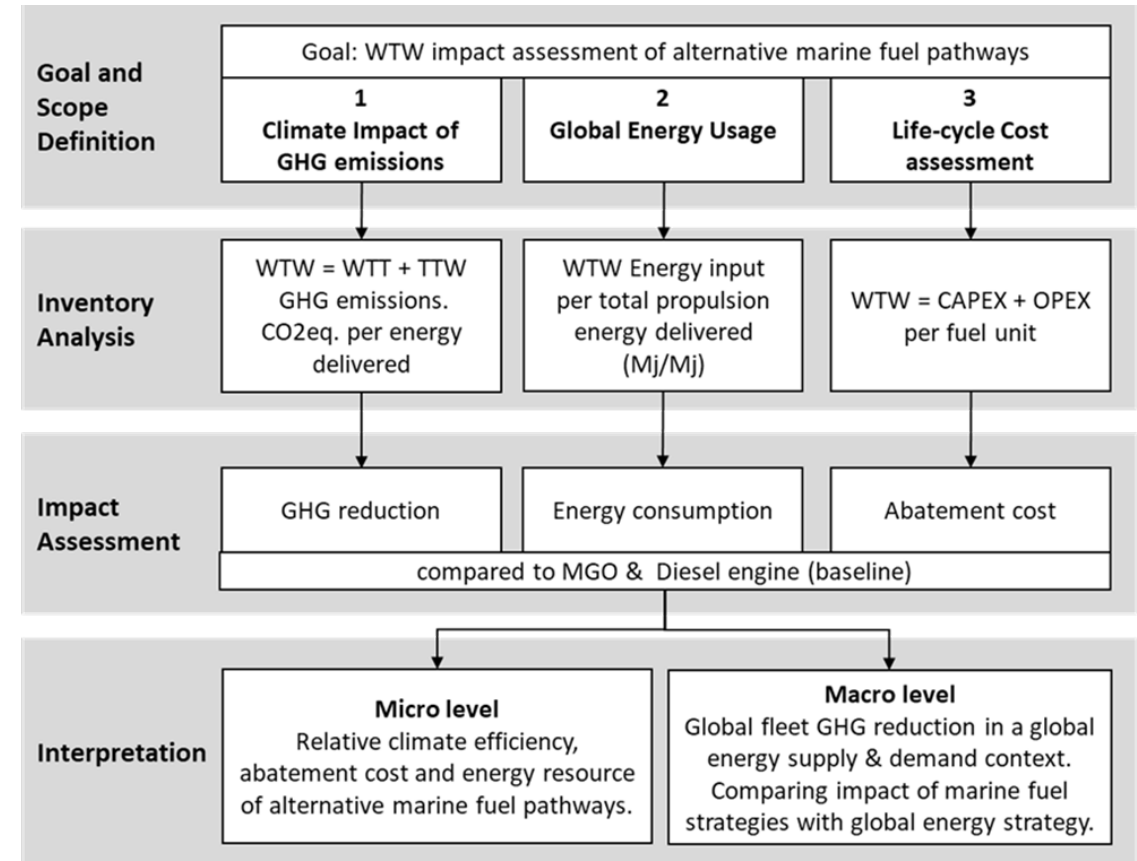 Goal and
Scope
Definition
Goal: WTW impact assessment of alternative marine fuel pathways
1
Climate Impact of
GHG emissions
2
Global Energy Usage
3
Life-cycle Cost
assessment
Inventory
Analysis
WTW = WTT + TTW
GHG emissions.
CO2eq. per energy
delivered
WTW Energy input
per total propulsion
energy delivered
(Mj/Mj)
WTW = CAPEX + OPEX
per fuel unit
Impact
Assessment
GHG reduction
Energy consumption
Abatement cost
compared to MGO & Diesel engine (baseline)
Interpretation
Micro level
Relative climate efficiency,
abatement cost and energy resource
of alternative marine fuel pathways.
Macro level
Global fleet GHG reduction in a global
energy supply & demand context.
Comparing impact of marine fuel
strategies with global energy strategy.